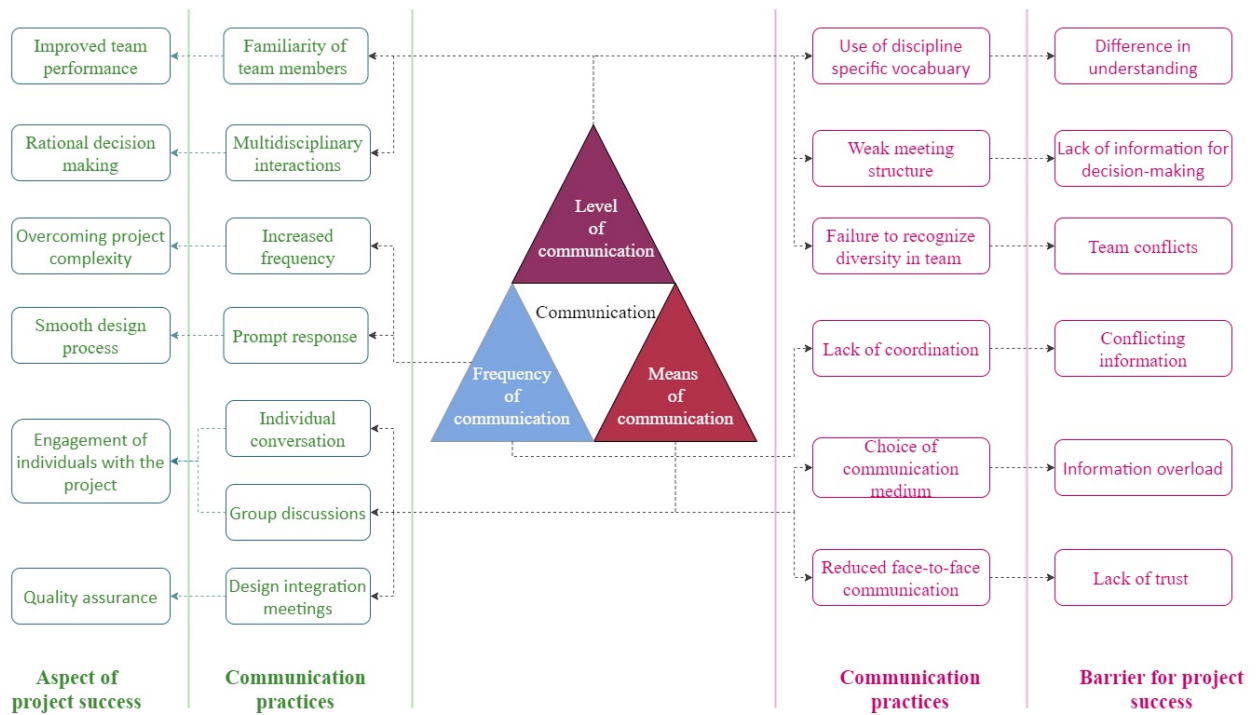 Improved team
performance
Familiarity of
team members
Use of discipline
specific vocabuary
Difference in
understanding
Rational decision
making
Multidisciplinary
interactions
Weak meeting
structure
Lack of information for
decision-making
Level
of
communication
Overcoming project
complexity
Increased
frequency
Failure to recognize
diversity in team
Team conflicts
Communication
Smooth design
process
Prompt response
Lack of coordination
Conflicting
information
Frequency
of
communication
Means
of
communication
Engagement of
individuals with the
project
Individual
conversation
Group discussions
Choice of
communication
medium
Information overload
Quality assurance
Design integration
meetings
Reduced face-to-face
communication
Lack of trust
Aspect of
project success
Communication
practices
Communication
practices
Barrier for project
success